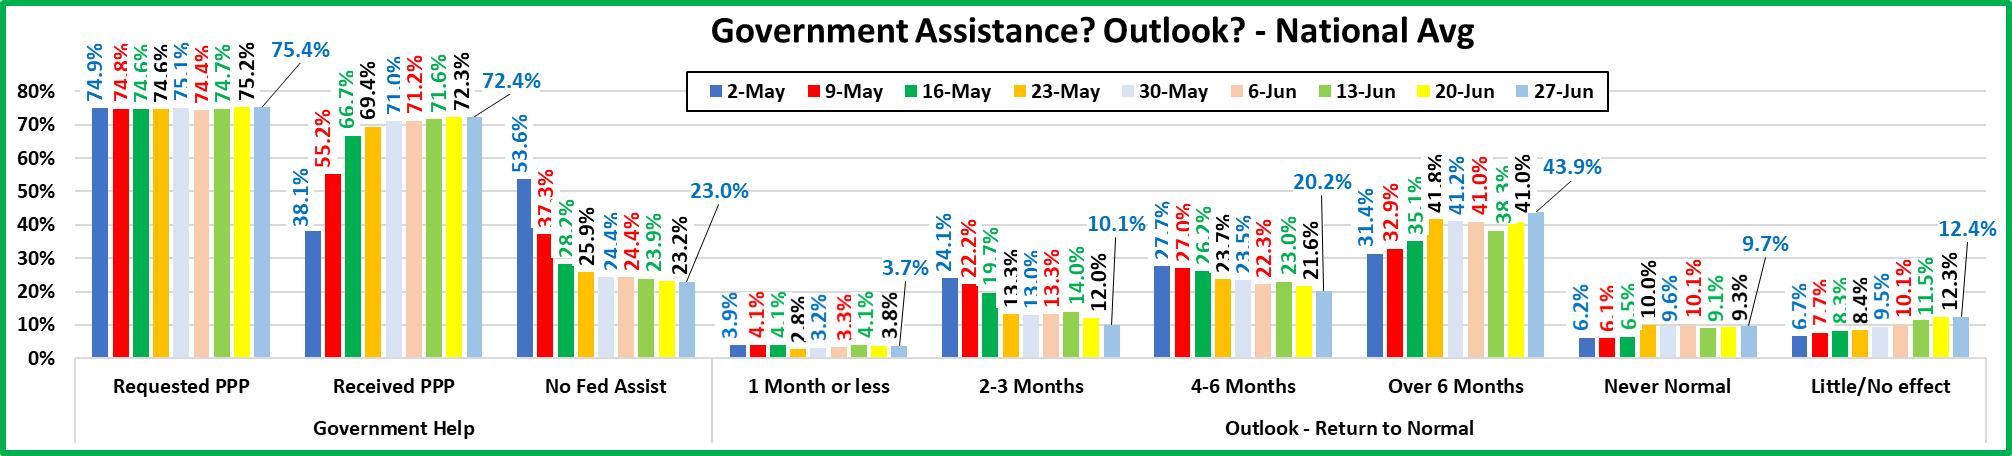 Government Assistance? Outlook? - National Avg
2-May 9-May 16-May 23-May 30-May 6-Jun 13-Jun 20-Jun 27-Jun
80%
70%
60%
50%
40%
30%
20%
10%
0%
74.9% 74.8% 74.6% 74.6% 75.1% 74.4% 74.7% 75.2% 75.4%
38.1% 55.2% 66.7% 69.4% 71.0% 71.2% 71.6% 72.3% 72.4%
53.6% 37.3% 28.2% 25.9% 24.4% 24.4% 23.9% 23.2% 23.0%
3.9% 4.1% 4.1% 2.8% 3.2% 3.3% 4.1% 3.8% 3.7%
24.1% 22.2% 19.7% 13.3% 13.0% 13.3% 14.0% 12.0% 10.1%
27.7% 27.0% 26.2% 23.7% 23.5% 22.3% 23.0% 21.6% 20.2%
31.4% 32.9% 35.1% 41.8% 41.2% 41.0% 38.3% 41.0% 43.9%
6.2% 6.1% 6.5% 10.0% 9.6% 10.1% 9.1% 9.3% 9.7%
6.7% 7.7% 8.3% 8.4% 9.5% 10.1% 11.5% 12.3% 12.4%
Requested PPP Received PPP No Fed Assist 1 Month or less 2-3 Months 4-6 Months Over 6 Months Never Normal Little/No effect
Government Help Outlook - Return to Normal